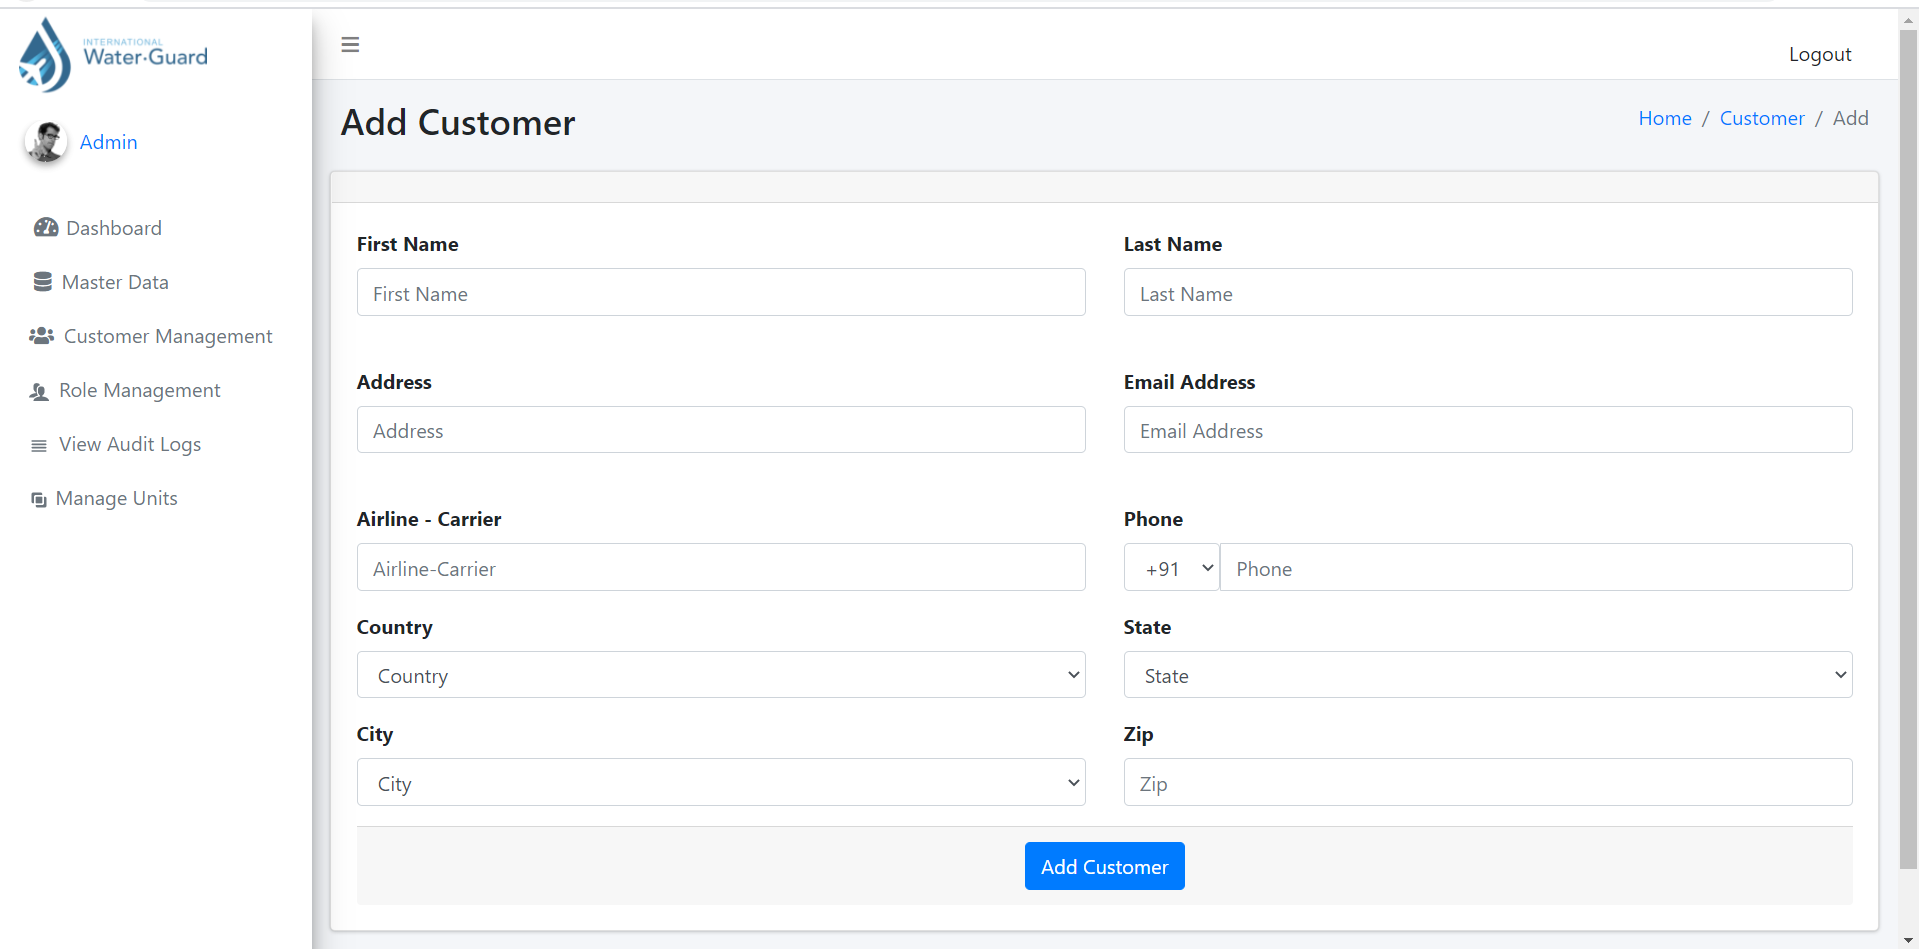 INTERNATIONAL
Water·Guard
Logout
Admin
Dashboard
Master Data
Customer Management
Role Management
View Audit Logs
Manage Units
Add Customer
Home / Customer / Add
First Name
First Name
Last Name
Last Name
Address
Address
Email Address
Email Address
Airline - Carrier
Airline-Carrier
Phone
+91 Phone
Country
Country
State
State
City
City
Zip
Zip
Add Customer